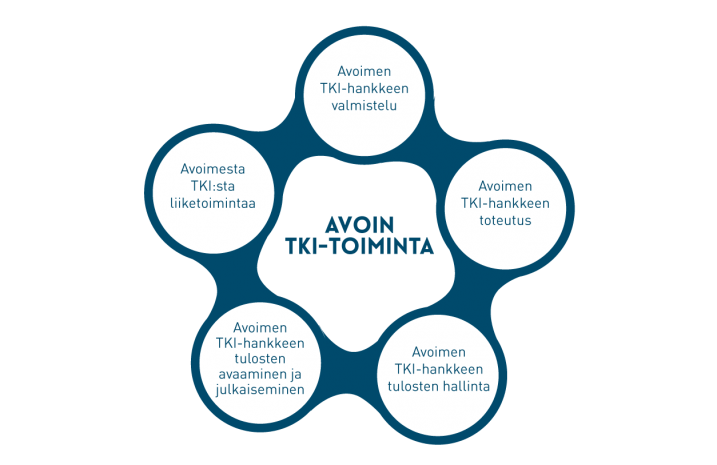 Avoimen
TKI-hankkeen
valmistelu
Avoimesta
TKI:sta
liiketoimintaa
Avoimen
TKI-hankkeen
toteutus
AVOIN
TKI-TOIMINTA
Avoimen
TKI-hankkeen
tulosten
avaaminen ja
julkaiseminen
Avoimen
TKI-hankkeen
tulosten hallinta